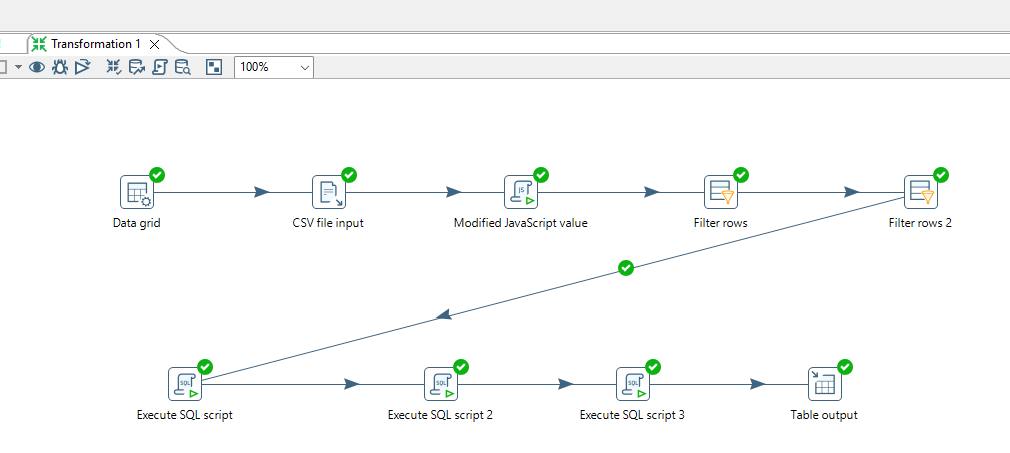 Transformation 1
100%
Data grid
CSV file input
Modified JavaScript value
Filter rows
Filter rows 2
Execute SQL script
Execute SQL script 2
Execute SQL script 3
Table output